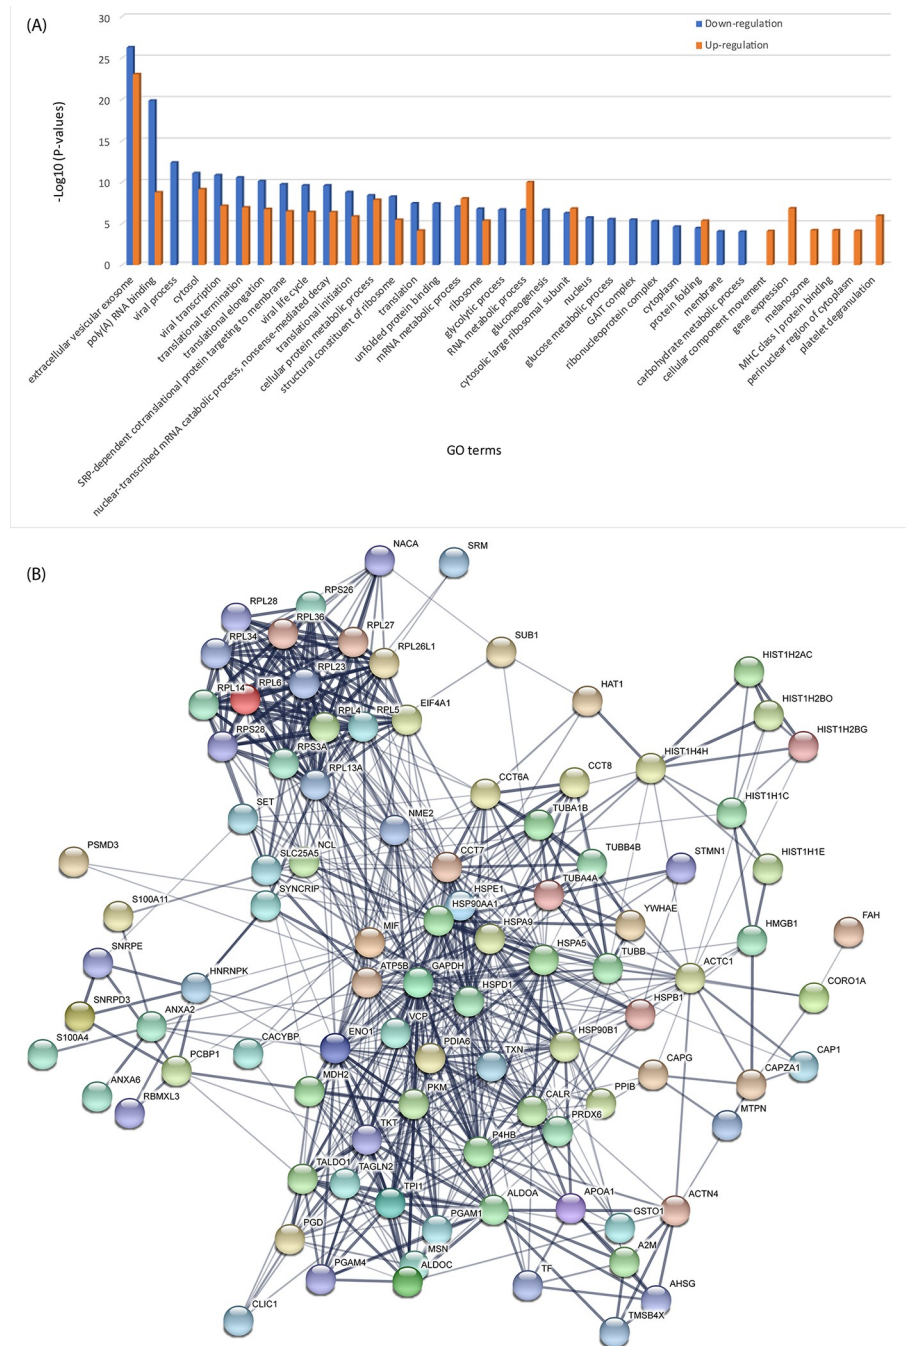 (A)
30
25
20
15
10
5
0
-Log10 (P-values)
Down-regulation
Up-regulation
extracellular vesicular exosome
poly(A) RNA binding
viral process
cytosol
viral transcription
translational termination
translational elongation
SRP-dependent cotranslational protein targeting to membrane
viral life cycle
nuclear-transcribed mRNA catabolic process, nonsense-mediated decay
translational initiation
cellular protein metabolic process
structural constituent of ribosome
translation
unfolded protein binding
mRNA metabolic process
ribosome
glycolytic process
RNA metabolic process
gluconeogenesis
cytosolic large ribosomal subunit
nucleus
glucose metabolic process
GAIT complex
ribonucleoprotein complex
cytoplasm
protein folding
membrane
carbohydrate metabolic process
cellular component movement
gene expression
melanosome
MHC class I protein binding
perinuclear region of cytoplasm
platelet degranulation
GO terms
(B)
NACA
SRM
RPS26
RPL28
RPL36
RPL27
RPL34
RPL26L1
SUB1
RPL23
RPL6
RPL14
HIST1H2AC
HAT1
HIST1H2BO
EIF4A1
RPL4
RPL5
RPS28
HIST1H2BG
RPS3A
HIST1H4H
RPL13A
CCT8
CCT6A
SET
TUBA1B
HIST1H1C
NME2
PSMD3
NCL
SLC25A5
TUBB4B
STMN1
HIST1H1E
CCT7
SYNCRIP
TUBA4A
HSPE1
S100A11
HSP90AA1
YWHAE
HMGB1
FAH
MIF
HSPA9
HSPA5
TUBB
SNRPE
ATP5B
GAPDH
ACTC1
HNRNPK
HSPD1
CORO1A
SNRPD3
HSPB1
ANXA2
VCP
ENO1
HSP90B1
S100A4
CACYBP
PDIA6
TXN
CAP1
PCBP1
CAPG
CAPZA1
MDH2
ANXA6
PKM
CALR
PPIB
RBMXL3
MTPN
PRDX6
TKT
P4HB
TALDO1
TAGLN2
TPI1
ALDOA
APOA1
ACTN4
PGAM1
GSTO1
PGD
MSN
A2M
PGAM4
ALDOC
TF
AHSG
CLIC1
TMSB4X